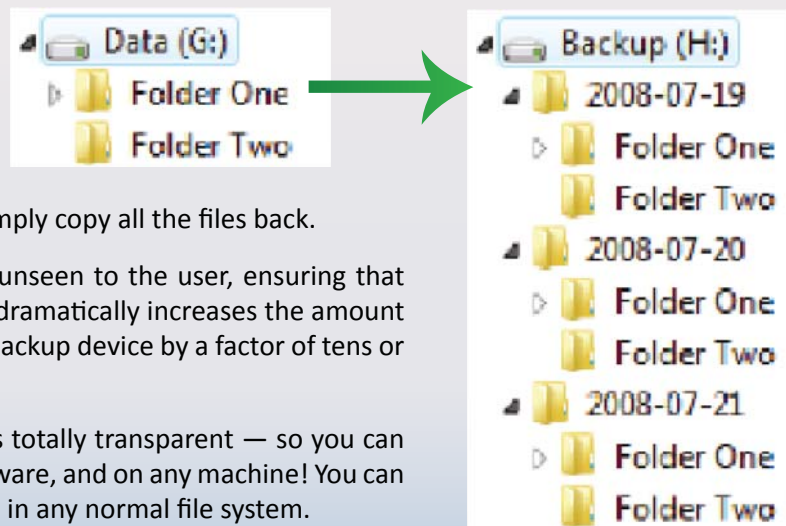 Data (G:)
Folder One
Folder Two
mply copy all the files back.
unseen to the user, ensuring that
dramatically increases the amount
backup device by a factor of tens or
s totally transparent — so you can
ware, and on any machine! You can
in any normal file system.
Backup (H:)
2008-07-19
Folder One
Folder Two
2008-07-20
Folder One
Folder Two
2008-07-21
Folder One
Folder Two